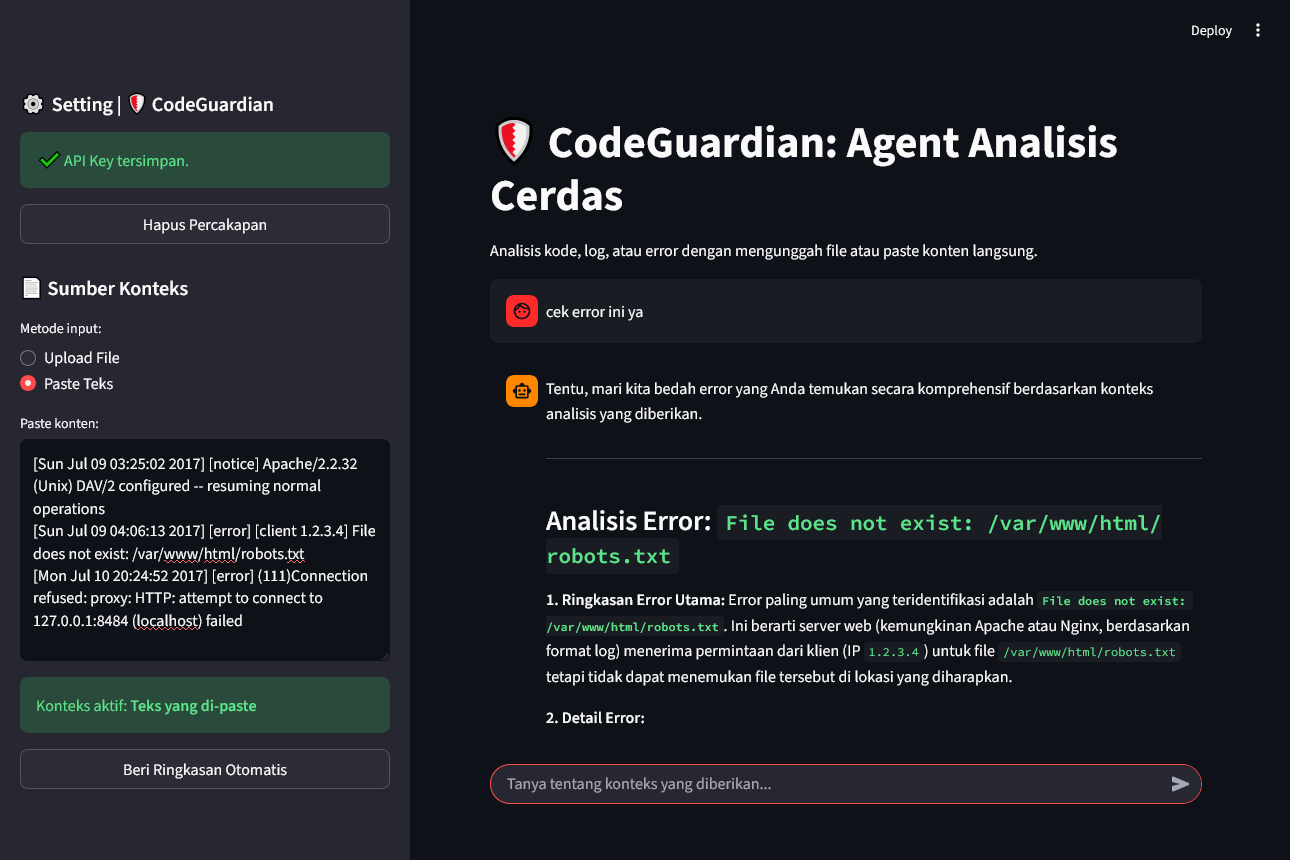 Deploy
Setting | CodeGuardian
API Key tersimpan.
Hapus Percakapan
Sumber Konteks
Metode input:
Upload File
Paste Teks
Paste konten:
[Sun Jul 09 03:25:02 2017] [notice] Apache/2.2.32
(Unix) DAV/2 configured -- resuming normal
operations
[Sun Jul 09 04:06:13 2017] [error] [client 1.2.3.4] File
does not exist: /var/www/html/robots.txt
[Mon Jul 10 20:24:52 2017] [error] (111)Connection
refused: proxy: HTTP: attempt to connect to
127.0.0.1:8484 (localhost) failed
Konteks aktif: Teks yang di-paste
Beri Ringkasan Otomatis
CodeGuardian: Agent Analisis
Cerdas
Analisis kode, log, atau error dengan mengunggah file atau paste konten langsung.
cek error ini ya
Tentu, mari kita bedah error yang Anda temukan secara komprehensif berdasarkan konteks
analisis yang diberikan.
Analisis Error: File does not exist: /var/www/html/
robots.txt
1. Ringkasan Error Utama: Error paling umum yang teridentifikasi adalah File does not exist:
/var/www/html/robots.txt. Ini berarti server web (kemungkinan Apache atau Nginx, berdasarkan
format log) menerima permintaan dari klien (IP 1.2.3.4) untuk file /var/www/html/robots.txt
tetapi tidak dapat menemukan file tersebut di lokasi yang diharapkan.
2. Detail Error:
Tanya tentang konteks yang diberikan...